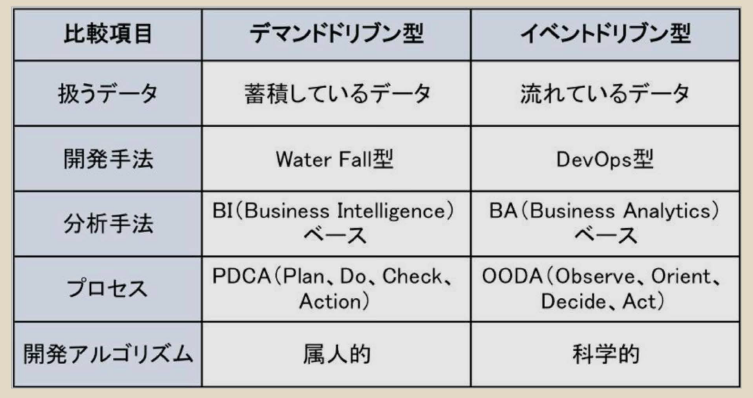 比較項目 デマンドドリブン型 イベントドリブン型
扱うデータ 蓄積しているデータ 流れているデータ
開発手法 Water Fall型 DevOps型
分析手法 BI(Business Intelligence)ベース BA(Business Analytics)ベース
プロセス PDCA(Plan、Do、Check、Action) OODA(Observe、Orient、Decide、Act)
開発アルゴリズム 属人的 科学的